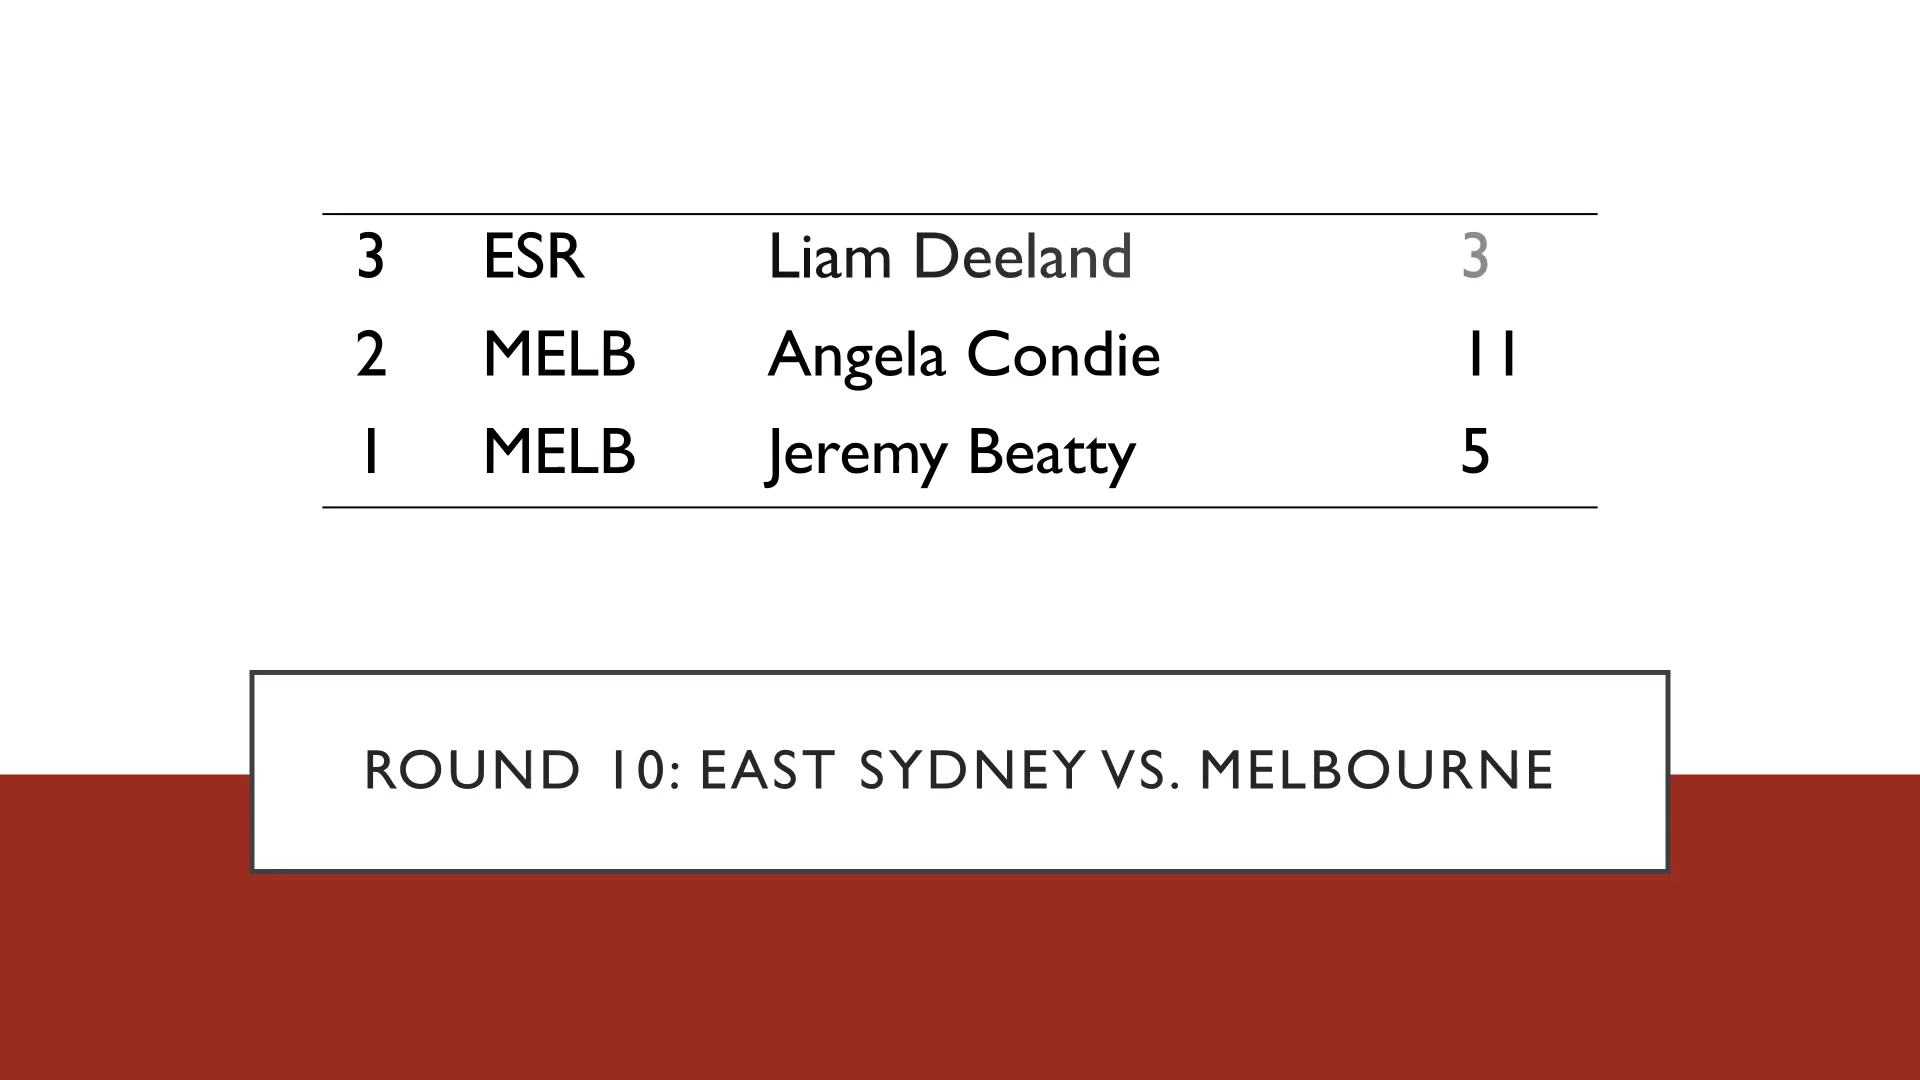 3 ESR Liam Deeland 3
2 MELB Angela Condie 11
1 MELB Jeremy Beatty 5
ROUND 10: EAST SYDNEY VS. MELBOURNE